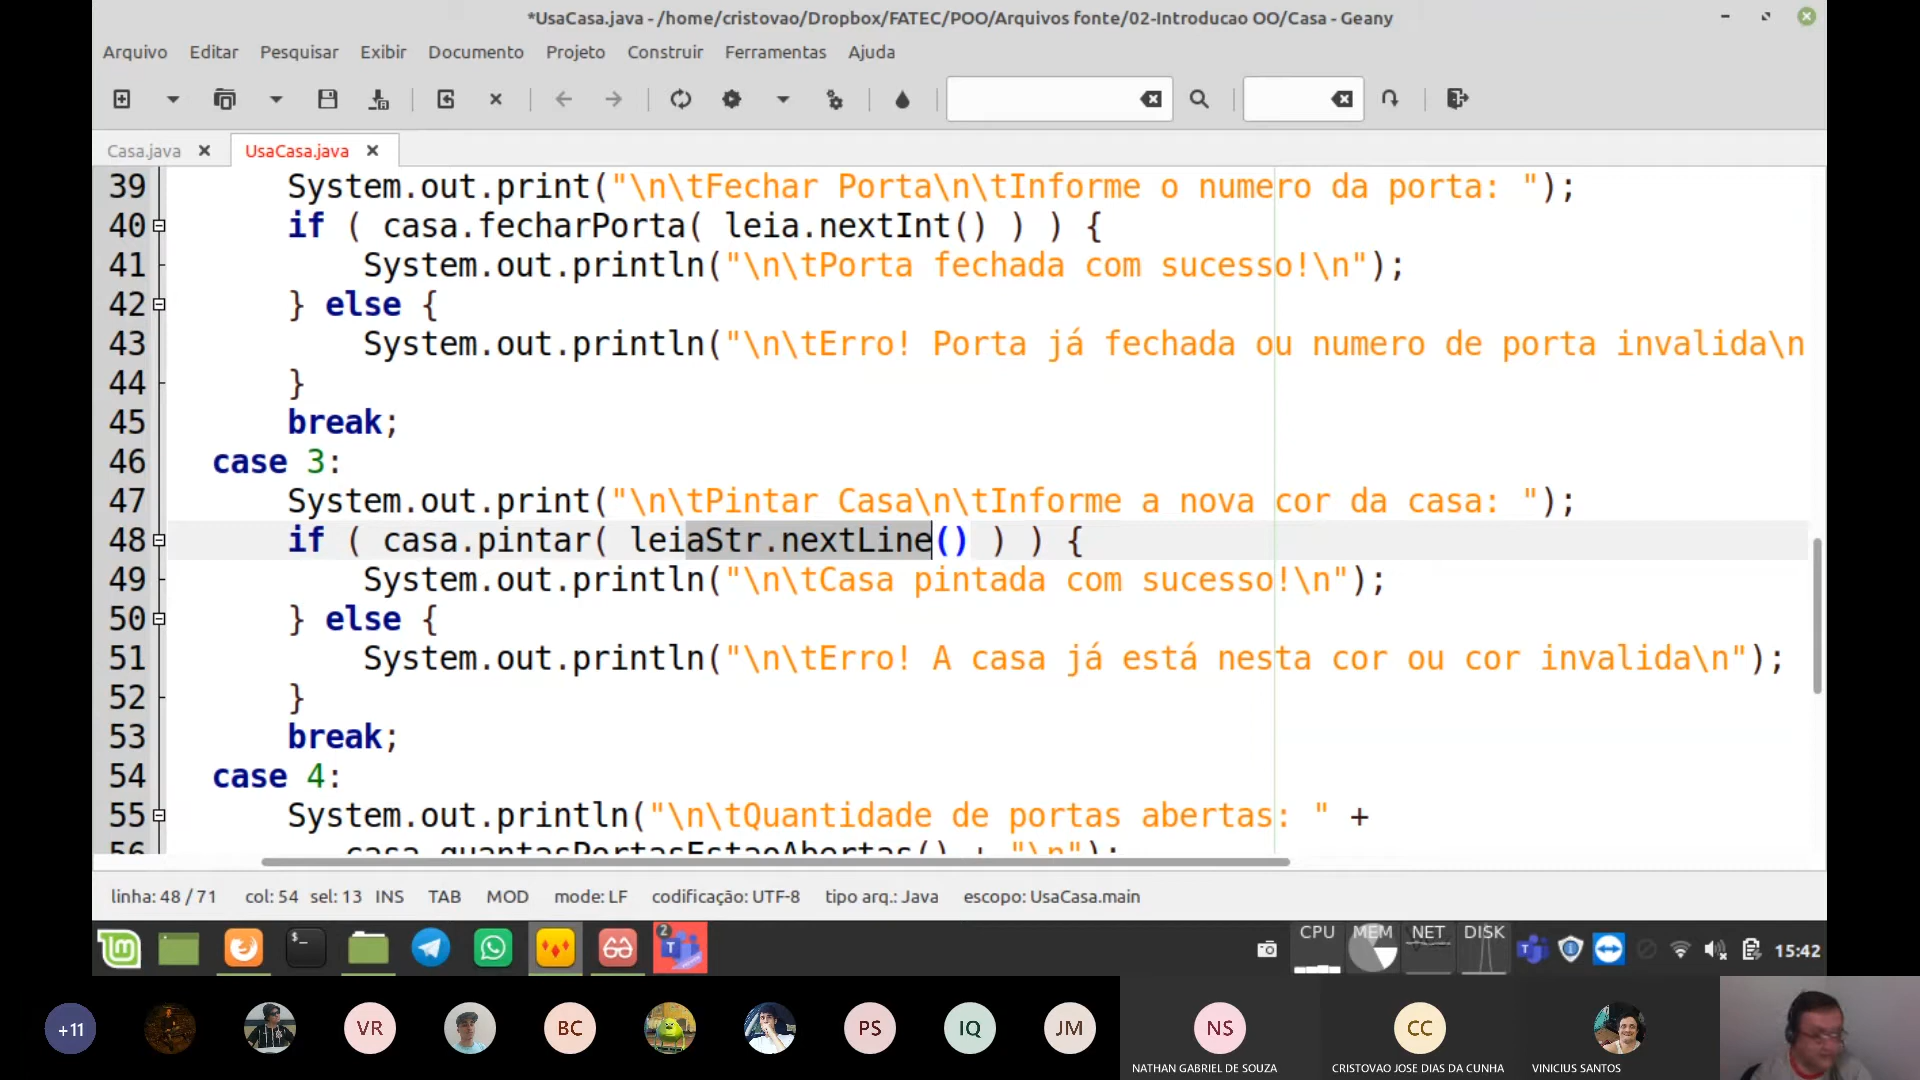 *UsaCasa.java - /home/cristovao/Dropbox/FATEC/POO/Arquivos fonte/02-Introducao OO/Casa - Geany
Arquivo Editar Pesquisar Exibir Documento Projeto Construir Ferramentas Ajuda
Casa.java UsaCasa.java
39 System.out.print("\n\tFechar Porta\n\tInforme o numero da porta: ");
40 if ( casa.fecharPorta( leia.nextInt() ) ) {
41 System.out.println("\n\tPorta fechada com sucesso!\n");
42 } else {
43 System.out.println("\n\tErro! Porta já fechada ou numero de porta invalida\n
44 }
45 break;
46 case 3:
47 System.out.print("\n\tPintar Casa\n\tInforme a nova cor da casa: ");
48 if ( casa.pintar( leiaStr.nextLine() ) ) {
49 System.out.println("\n\tCasa pintada com sucesso!\n");
50 } else {
51 System.out.println("\n\tErro! A casa já está nesta cor ou cor invalida\n");
52 }
53 break;
54 case 4:
55 System.out.println("\n\tQuantidade de portas abertas: " +
56 casa.quantasPortasEstaoAbertas() + "\n");
linha: 48 / 71 col: 54 sel: 13 INS TAB MOD mode: LF codificação: UTF-8 tipo arq.: Java escopo: UsaCasa.main
2
CPU MEM NET DISK
15:42
+11 VR BC PS IQ JM NS CC
NATHAN GABRIEL DE SOUZA CRISTOVAO JOSE DIAS DA CUNHA VINICIUS SANTOS